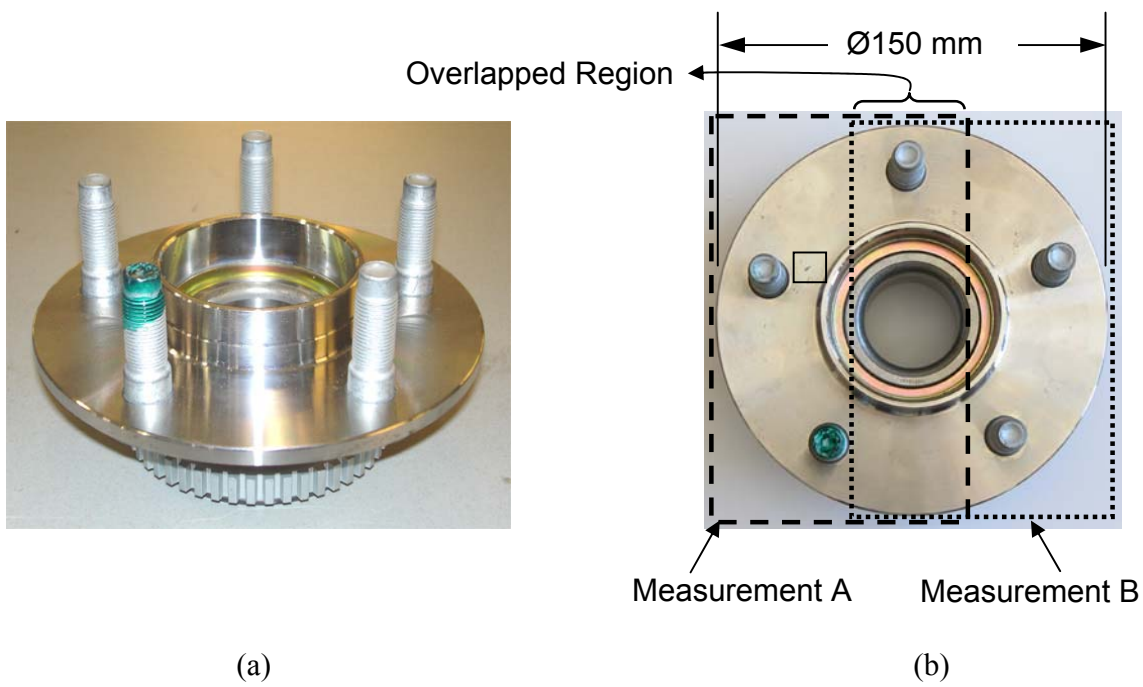 Ø150 mm
Overlapped Region
Measurement A
Measurement B
(a)
(b)